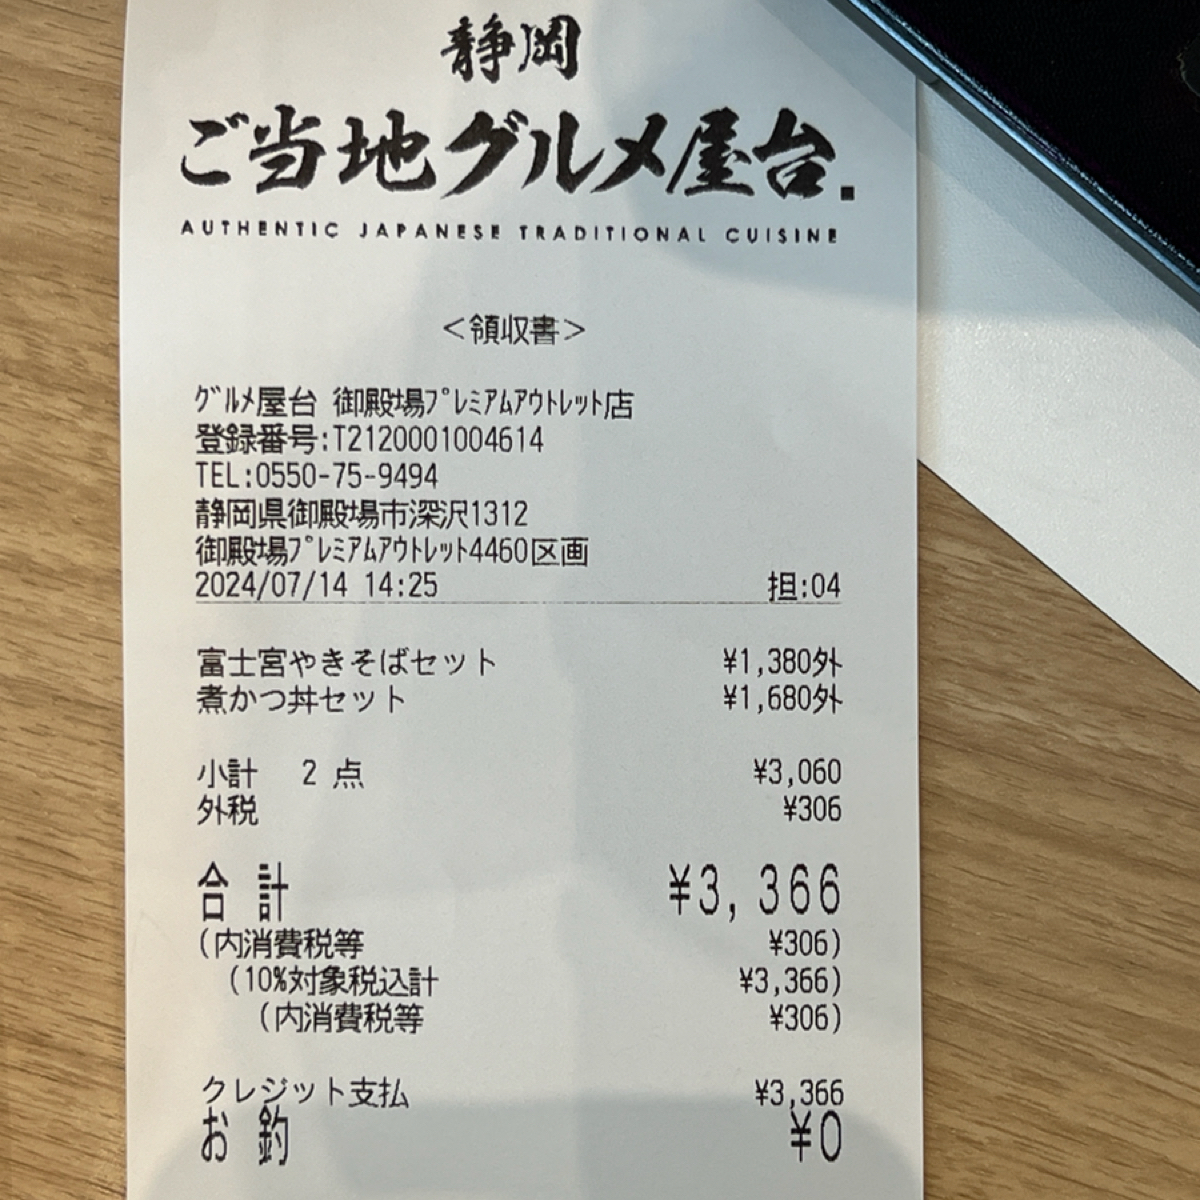 静岡
ご当地グルメ屋台.
AUTHENTIC JAPANESE TRADITIONAL CUISINE
＜領収書＞
ｸﾞﾙﾒ屋台 御殿場ﾌﾟﾚﾐｱﾑｱｳﾄﾚｯﾄ店
登録番号:T2120001004614
TEL:0550-75-9494
静岡県御殿場市深沢1312
御殿場ﾌﾟﾚﾐｱﾑｱｳﾄﾚｯﾄ4460区画
2024/07/14 14:25 担:04
富士宮やきそばセット ¥1,380外
煮かつ丼セット ¥1,680外
小計 2 点 ¥3,060
外税 ¥306
合 計 ¥3,366
(内消費税等 ¥306)
(10%対象税込計 ¥3,366)
(内消費税等 ¥306)
クレジット支払 ¥3,366
お 釣 ¥0